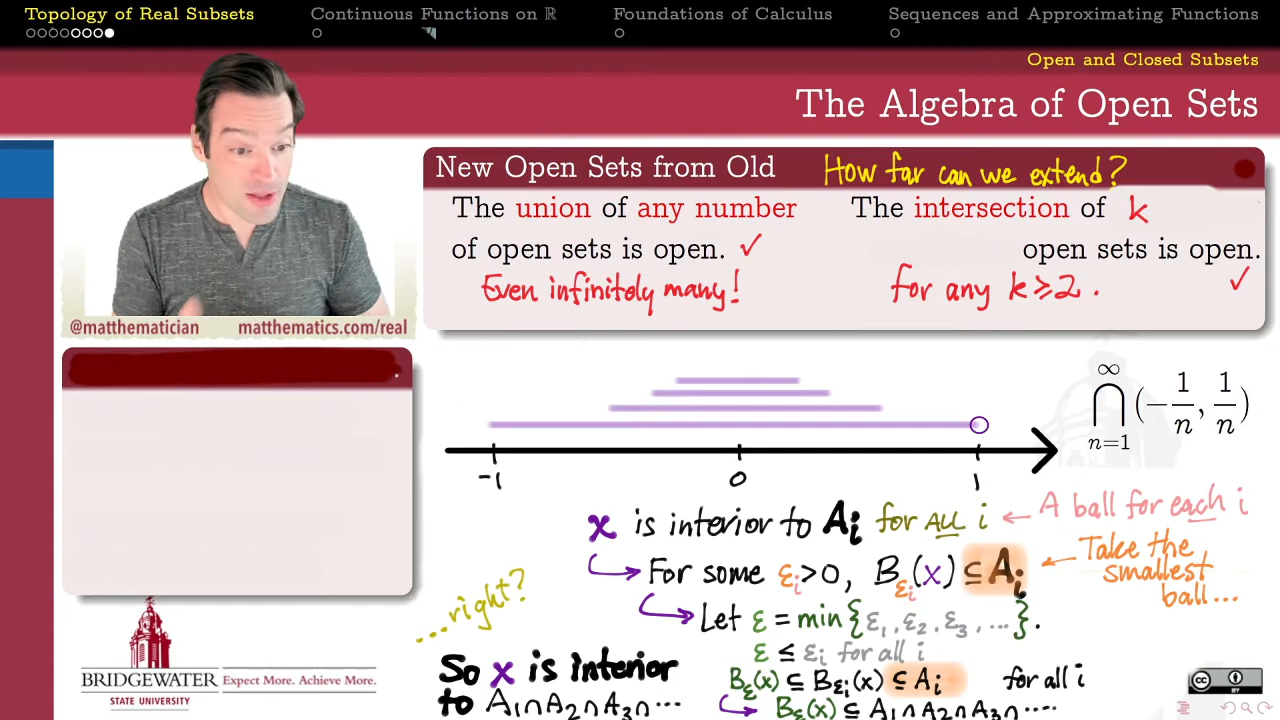 Topology of Real Subsets
Continuous Functions on ℝ
Foundations of Calculus
Sequences and Approximating Functions
Open and Closed Subsets
The Algebra of Open Sets
New Open Sets from Old
How far can we extend?
The union of any number
of open sets is open. ✓
Even infinitely many!
The intersection of k
open sets is open.
for any k ≥ 2. ✓
@matthematician matthematics.com/real
-1 0 1
∞
⋂ (−1/n, 1/n)
n=1
x is interior to Aᵢ for ALL i ← A ball for each i
↪ For some εᵢ>0, B_εᵢ(x) ⊆ Aᵢ ← Take the
smallest
ball...
↪ Let ε = min{ε₁, ε₂, ε₃, ...}.
ε ≤ εᵢ for all i
B_ε(x) ⊆ B_εᵢ(x) ⊆ Aᵢ for all i
↪ B_ε(x) ⊆ A₁∩A₂∩A₃∩⋯
...right?
So x is interior
to A₁∩A₂∩A₃∩⋯
BRIDGEWATER
STATE UNIVERSITY
Expect More. Achieve More.
cc BY